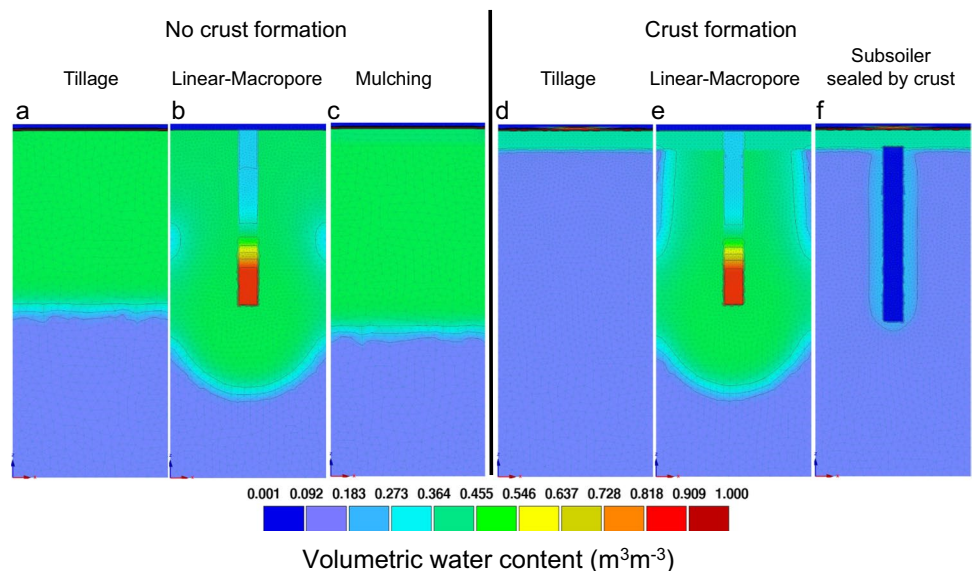 No crust formation
Crust formation
Tillage
Linear-Macropore
Mulching
Tillage
Linear-Macropore
Subsoiler
sealed by crust
a
b
c
d
e
f
0.001 0.092 0.183 0.273 0.364 0.455 0.546 0.637 0.728 0.818 0.909 1.000
Volumetric water content (m³m⁻³)